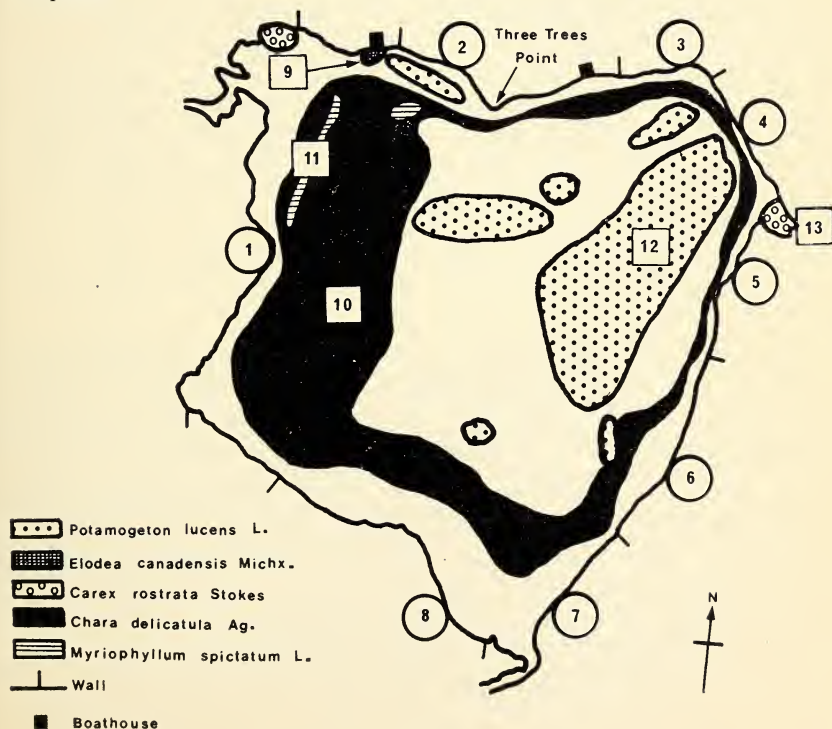 2
Three Trees
Point
3
9
4
11
13
12
1
5
10
6
Potamogeton lucens L.
Elodea canadensis Michx.
Carex rostrata Stokes
8
7
N
Chara delicatula Ag.
Myriophyllum spictatum L.
Wall
Boathouse